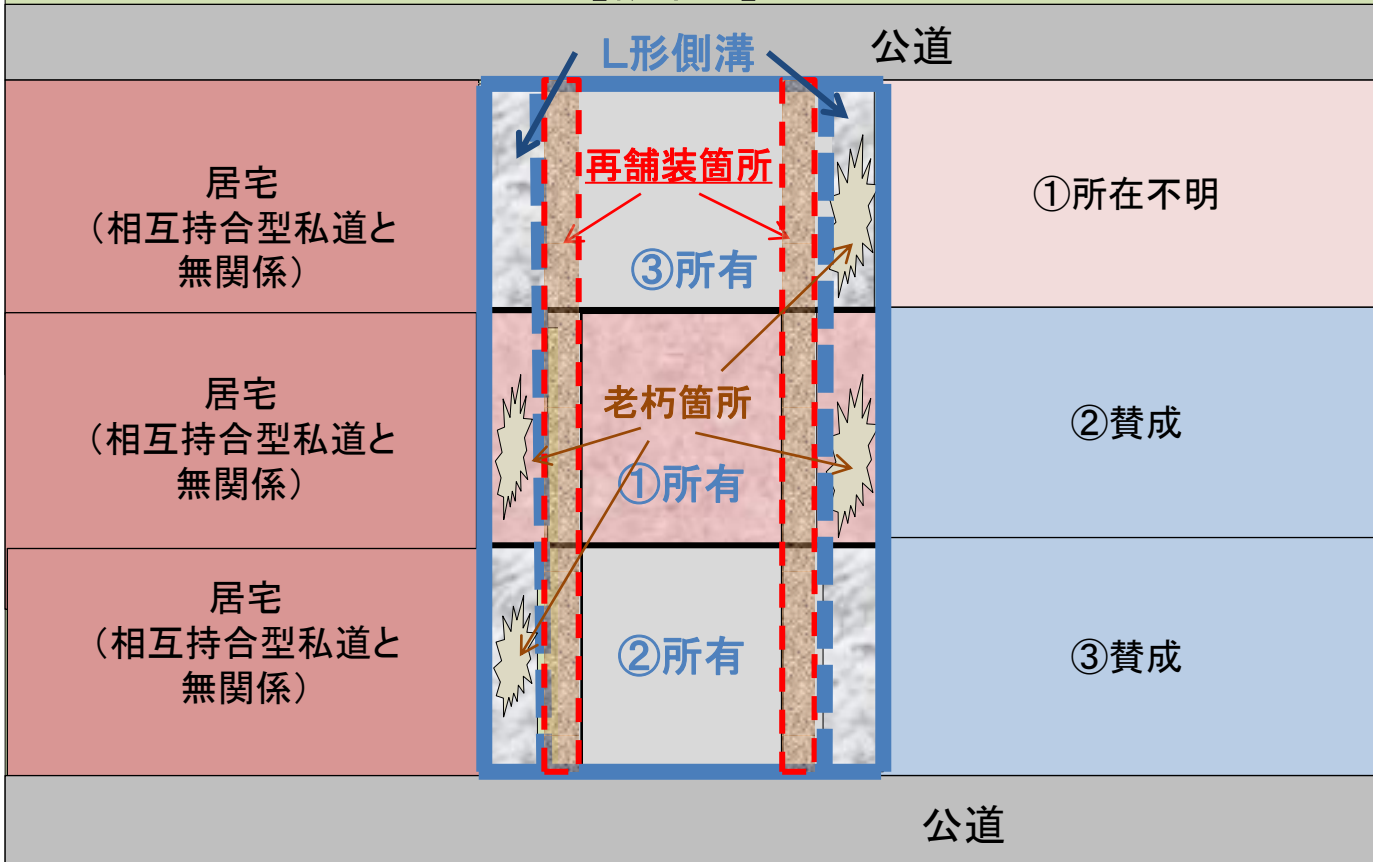 公道
L形側溝
再舗装箇所
③所有
老朽箇所
①所有
②所有
居宅
（相互持合型私道と
無関係）
居宅
（相互持合型私道と
無関係）
居宅
（相互持合型私道と
無関係）
①所在不明
②賛成
③賛成
公道